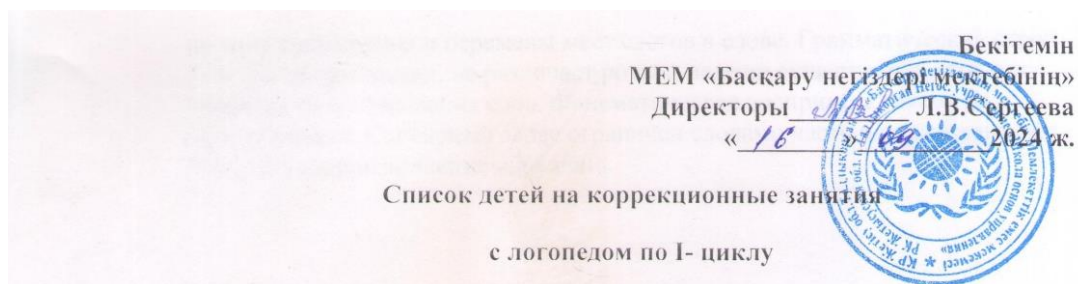 Бекітемін
МЕМ «Басқару негіздері мектебінің»
Директоры Л.В.Сергеева
« 16 » 09 2024 ж.
Список детей на коррекционные занятия
с логопедом по I- циклу